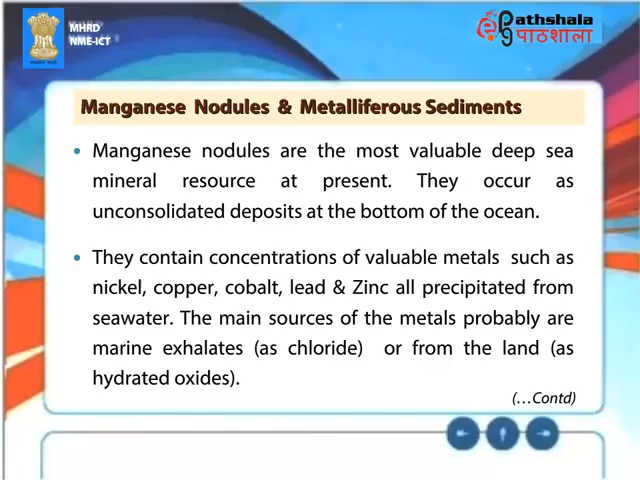 MHRD
NME-ICT
ePathshala
पाठशाला
Manganese Nodules & Metalliferous Sediments
• Manganese nodules are the most valuable deep sea
mineral resource at present. They occur as
unconsolidated deposits at the bottom of the ocean.
• They contain concentrations of valuable metals such as
nickel, copper, cobalt, lead & Zinc all precipitated from
seawater. The main sources of the metals probably are
marine exhalates (as chloride) or from the land (as
hydrated oxides).
(...Contd)